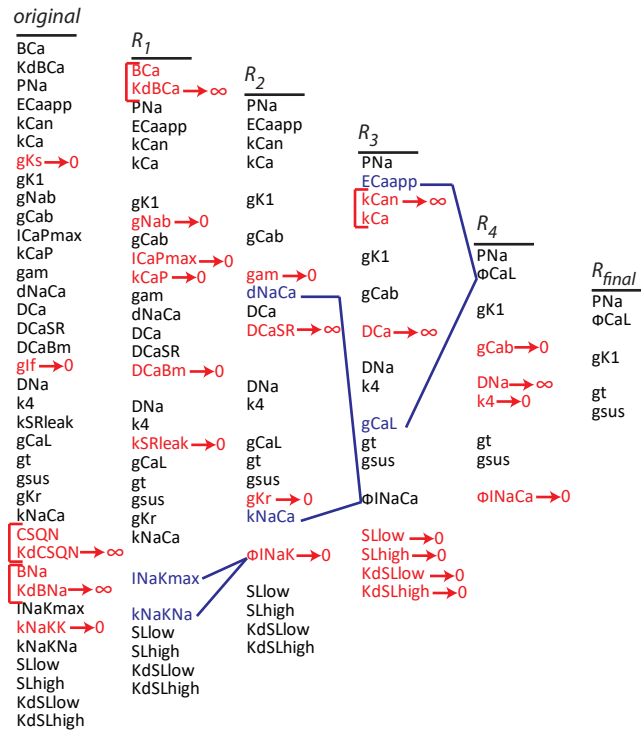 original
BCa
KdBCa
PNa
ECaapp
kCan
kCa
gKs→0
gK1
gNab
gCab
ICaPmax
kCaP
gam
dNaCa
DCa
DCaSR
DCaBm
gIf→0
DNa
k4
kSRleak
gCaL
gt
gsus
gKr
kNaCa
CSQN
KdCSQN→∞
BNa
KdBNa→∞
INaKmax
kNaKK→0
kNaKNa
SLlow
SLhigh
KdSLlow
KdSLhigh
R1
BCa
KdBCa→∞
PNa
ECaapp
kCan
kCa
gK1
gNab→0
gCab
ICaPmax→0
kCaP→0
gam
dNaCa
DCa
DCaSR
DCaBm→0
DNa
k4
kSRleak→0
gCaL
gt
gsus
gKr
kNaCa
INaKmax
kNaKNa
SLlow
SLhigh
KdSLlow
KdSLhigh
R2
PNa
ECaapp
kCan
kCa
gK1
gCab
gam→0
dNaCa
DCa
DCaSR→∞
DNa
k4
gCaL
gt
gsus
gKr→0
kNaCa
ΦINaK→0
SLlow
SLhigh
KdSLlow
KdSLhigh
R3
PNa
ECaapp
kCan→∞
kCa
gK1
gCab
DCa→∞
DNa
k4
gCaL
gt
gsus
ΦINaCa
SLlow→0
SLhigh→0
KdSLlow→0
KdSLhigh→0
R4
PNa
ΦCaL
gK1
gCab→0
DNa→∞
k4→0
gt
gsus
ΦINaCa→0
Rfinal
PNa
ΦCaL
gK1
gt
gsus